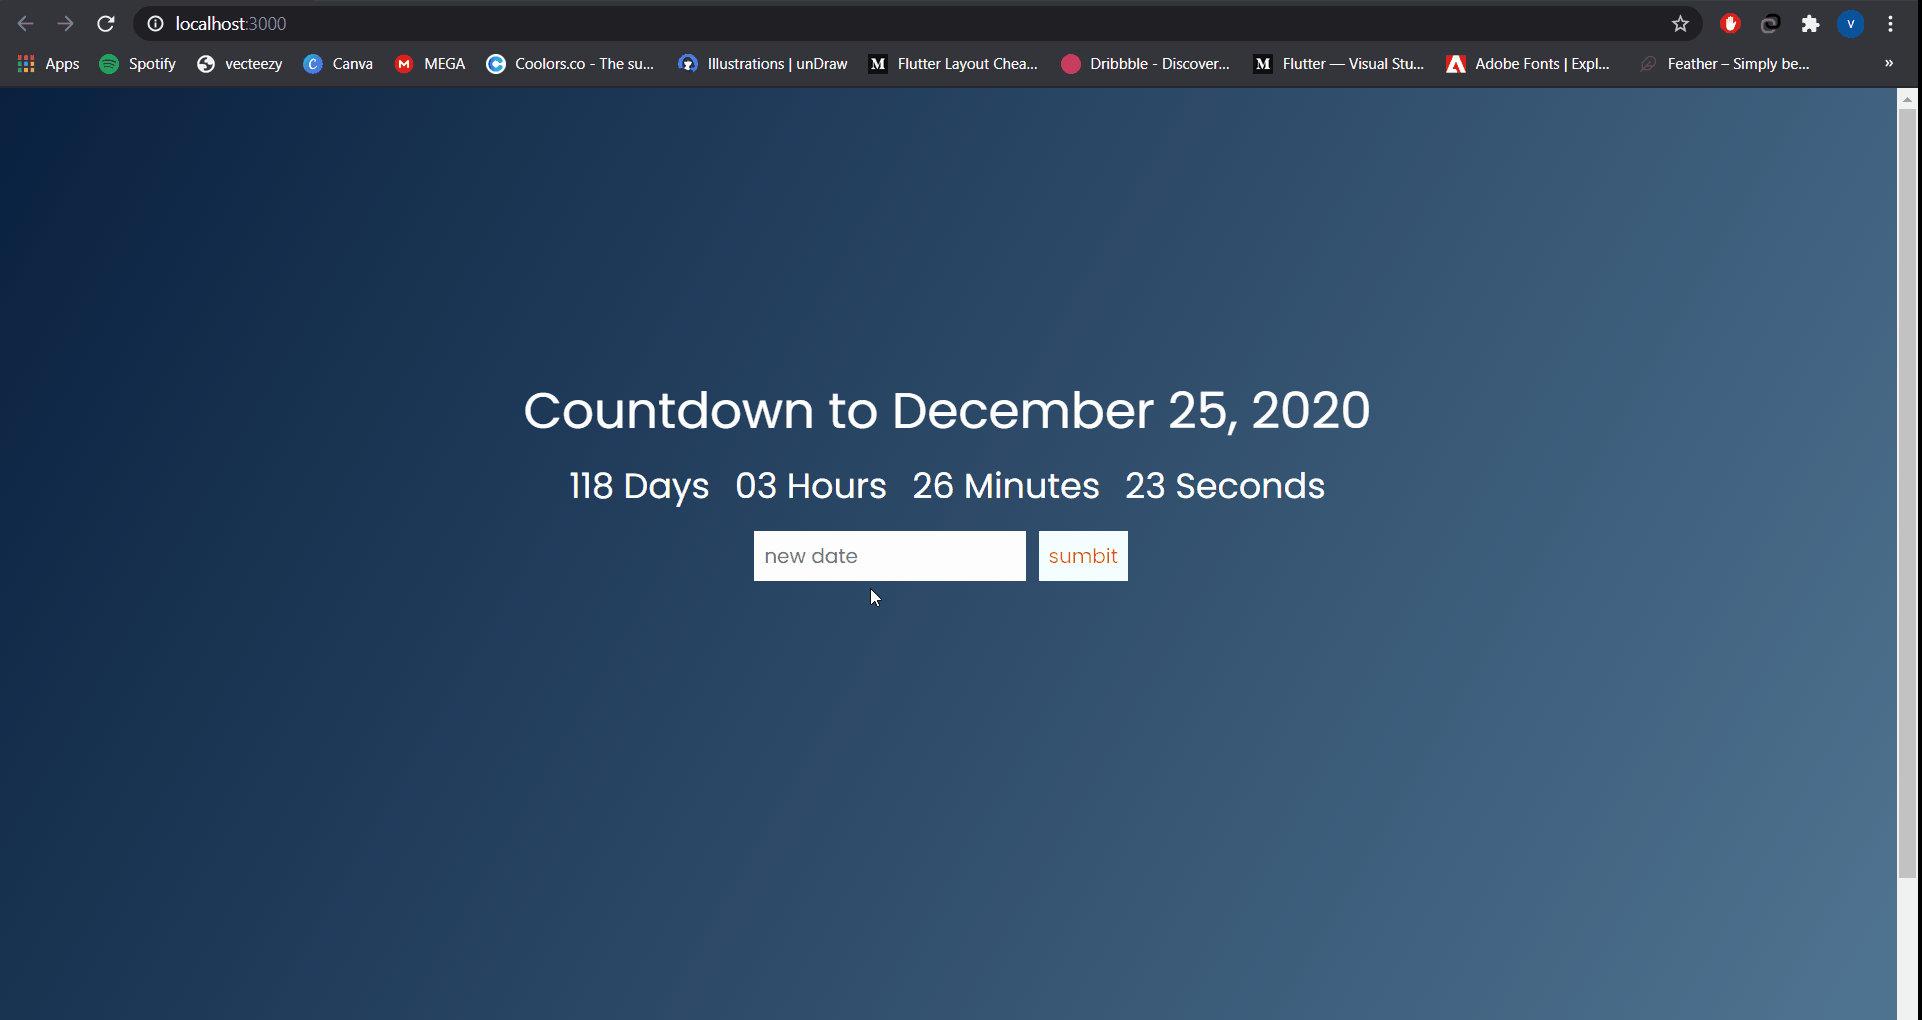 localhost:3000
V
Apps Spotify vecteezy Canva MEGA Coolors.co - The su... Illustrations | unDraw Flutter Layout Chea... Dribbble - Discover... Flutter — Visual Stu... Adobe Fonts | Expl... Feather – Simply be... »
Countdown to December 25, 2020
118 Days 03 Hours 26 Minutes 23 Seconds
new date sumbit